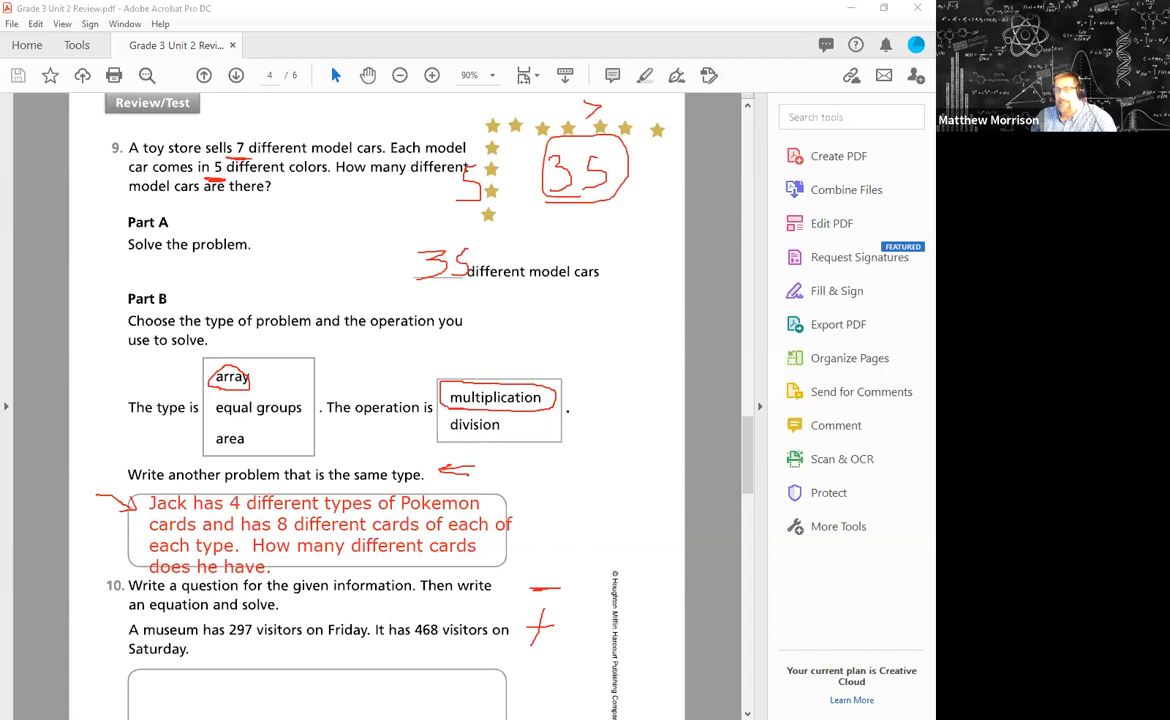 Grade 3 Unit 2 Review.pdf - Adobe Acrobat Pro DC
File Edit View Sign Window Help
Home Tools Grade 3 Unit 2 Revi... ×
4 / 6 90%
Matthew Morrison
Review/Test
9. A toy store sells 7 different model cars. Each model
car comes in 5 different colors. How many different
model cars are there?
5
35
Part A
Solve the problem.
35 different model cars
Part B
Choose the type of problem and the operation you
use to solve.
array
equal groups
area
The type is
. The operation is
multiplication
division
.
Write another problem that is the same type.
Jack has 4 different types of Pokemon
cards and has 8 different cards of each of
each type. How many different cards
does he have.
10. Write a question for the given information. Then write
an equation and solve.
A museum has 297 visitors on Friday. It has 468 visitors on
Saturday.
− +
© Houghton Mifflin Harcourt Publishing Compan
Search tools
Create PDF
Combine Files
Edit PDF
FEATURED
Request Signatures
Fill & Sign
Export PDF
Organize Pages
Send for Comments
Comment
Scan & OCR
Protect
More Tools
Your current plan is Creative
Cloud
Learn More